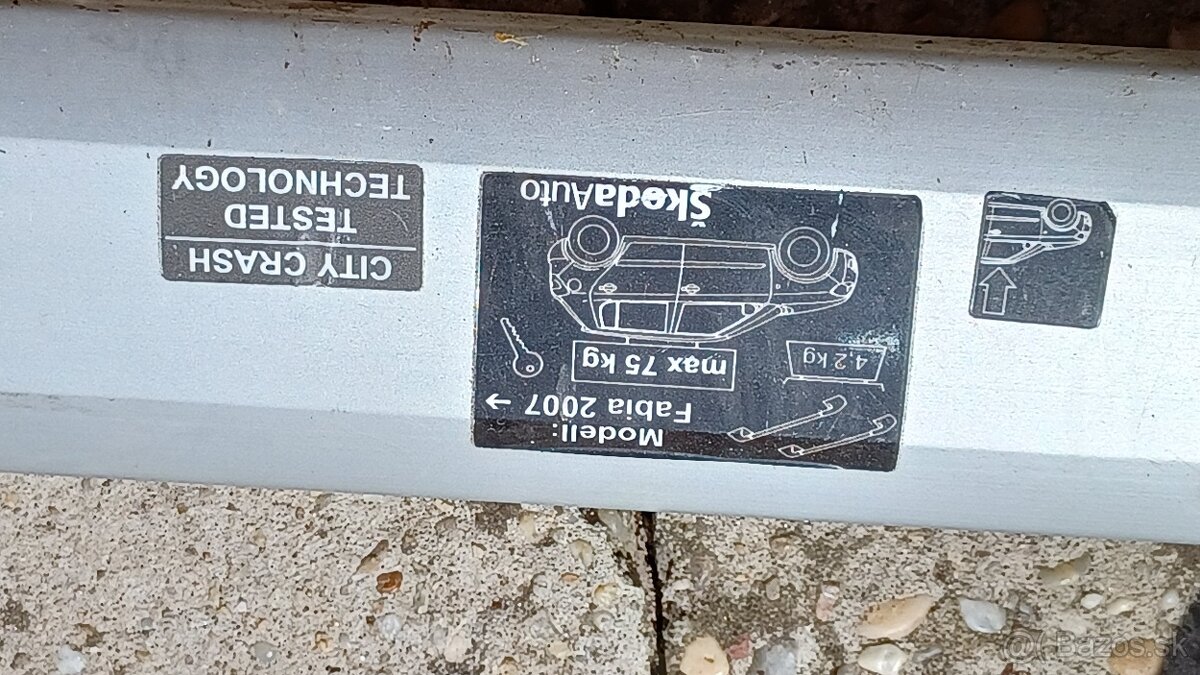 Modell:
Fabia 2007 →
max 75 kg
4.2 kg
ŠkodaAuto
CITY CRASH
TESTED
TECHNOLOGY
Bazos.sk